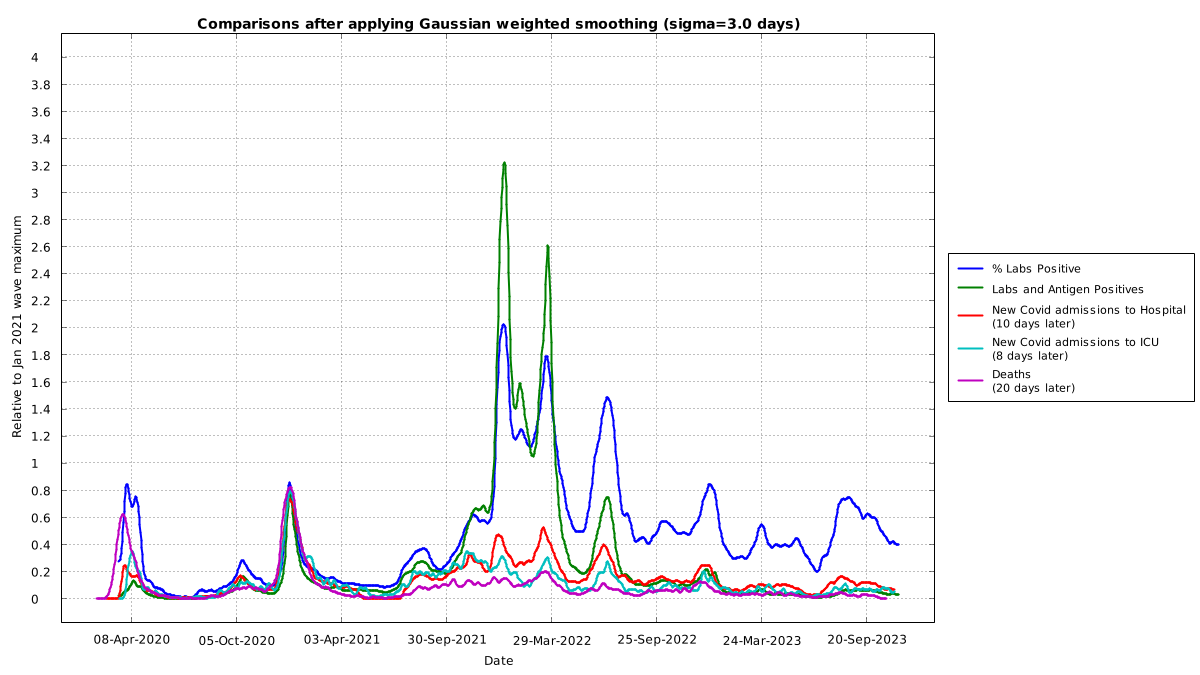 Comparisons after applying Gaussian weighted smoothing (sigma=3.0 days)
Relative to Jan 2021 wave maximum
4
3.8
3.6
3.4
3.2
3
2.8
2.6
2.4
2.2
2
1.8
1.6
1.4
1.2
1
0.8
0.6
0.4
0.2
0
08-Apr-2020 05-Oct-2020 03-Apr-2021 30-Sep-2021 29-Mar-2022 25-Sep-2022 24-Mar-2023 20-Sep-2023
Date
% Labs Positive
Labs and Antigen Positives
New Covid admissions to Hospital
(10 days later)
New Covid admissions to ICU
(8 days later)
Deaths
(20 days later)